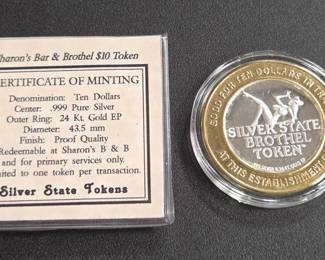 Sharon's Bar & Brothel $10 Token
CERTIFICATE OF MINTING
Denomination: Ten Dollars
Center: .999 Pure Silver
Outer Ring: 24 Kt. Gold EP
Diameter: 43.5 mm
Finish: Proof Quality
Redeemable at Sharon's B & B
and for primary services only.
Limited to one token per transaction.
Silver State Tokens
GOOD FOR TEN DOLLARS IN TRADE
SILVER STATE
BROTHEL
TOKEN
AT THIS ESTABLISHMENT